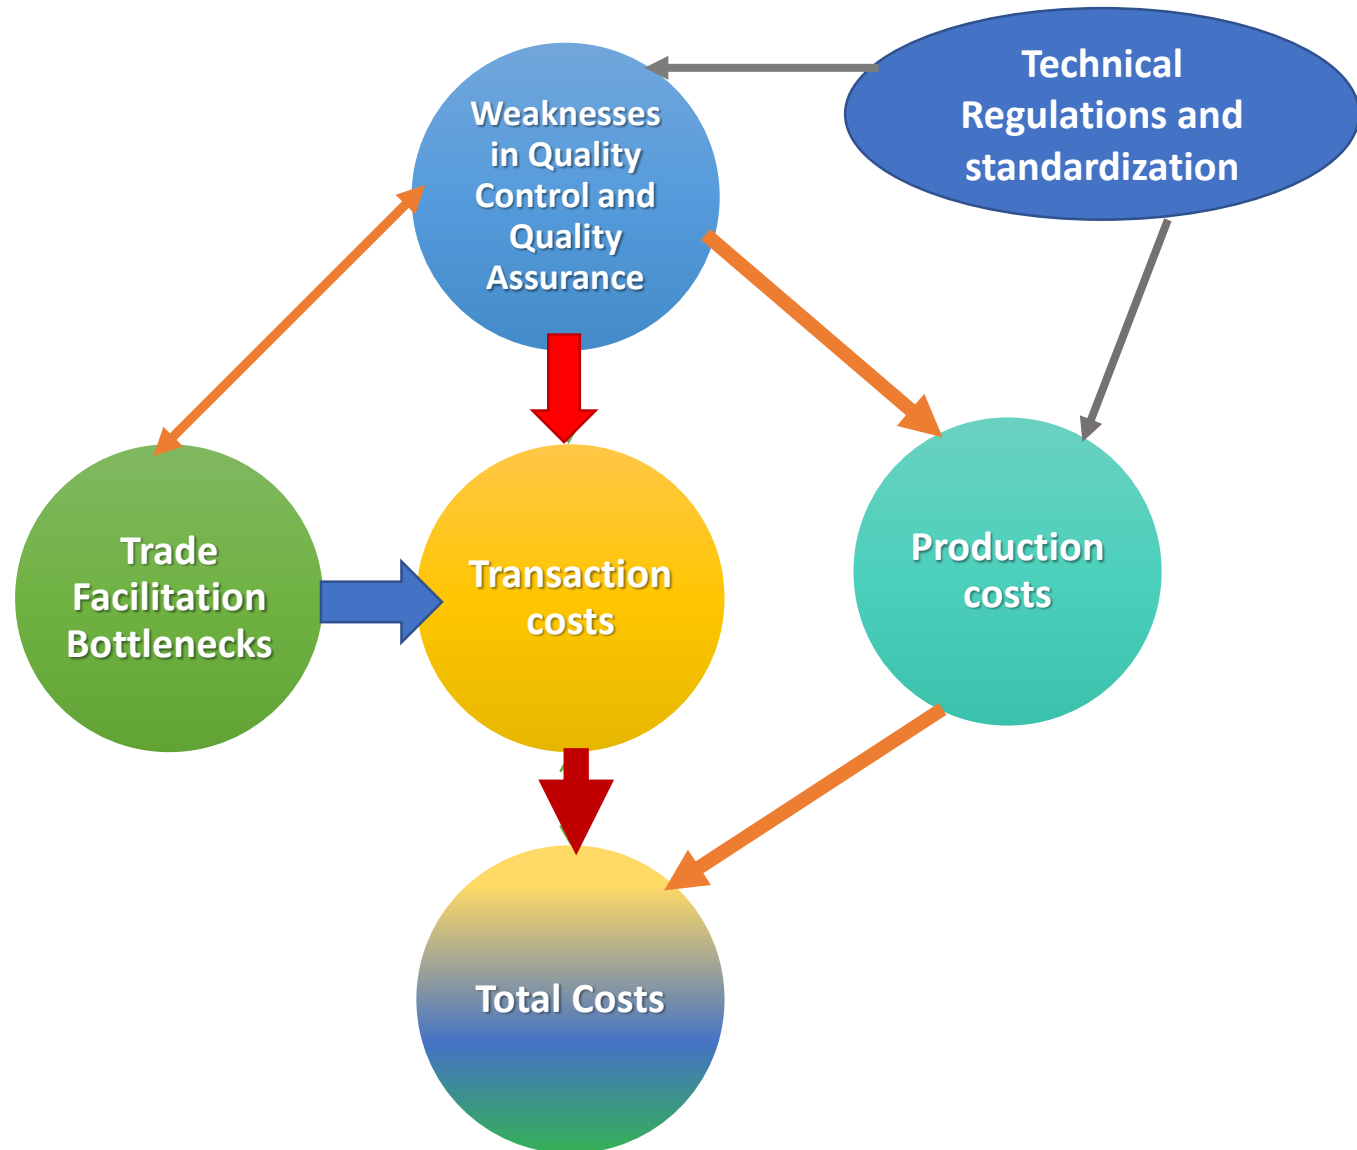 Technical
Regulations and
standardization
Weaknesses
in Quality
Control and
Quality
Assurance
Trade
Facilitation
Bottlenecks
Transaction
costs
Production
costs
Total Costs